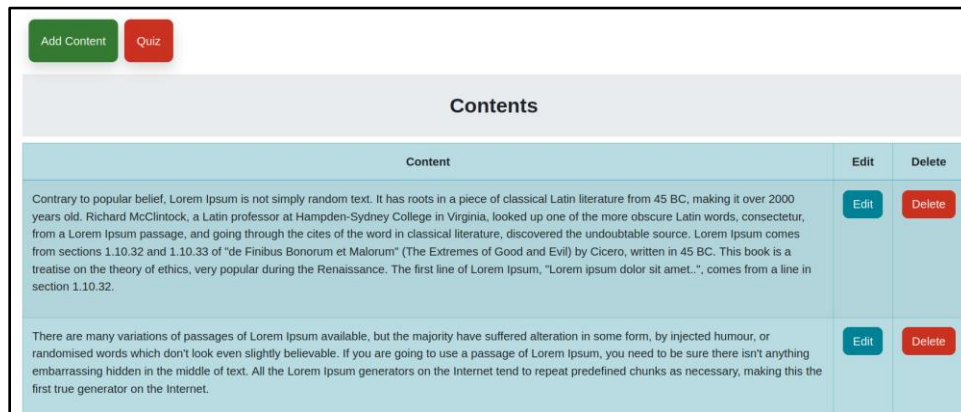 Add Content Quiz
Contents
Content Edit Delete
Contrary to popular belief, Lorem Ipsum is not simply random text. It has roots in a piece of classical Latin literature from 45 BC, making it over 2000
years old. Richard McClintock, a Latin professor at Hampden-Sydney College in Virginia, looked up one of the more obscure Latin words, consectetur,
from a Lorem Ipsum passage, and going through the cites of the word in classical literature, discovered the undoubtable source. Lorem Ipsum comes
from sections 1.10.32 and 1.10.33 of "de Finibus Bonorum et Malorum" (The Extremes of Good and Evil) by Cicero, written in 45 BC. This book is a
treatise on the theory of ethics, very popular during the Renaissance. The first line of Lorem Ipsum, "Lorem ipsum dolor sit amet..", comes from a line in
section 1.10.32.
Edit Delete
There are many variations of passages of Lorem Ipsum available, but the majority have suffered alteration in some form, by injected humour, or
randomised words which don't look even slightly believable. If you are going to use a passage of Lorem Ipsum, you need to be sure there isn't anything
embarrassing hidden in the middle of text. All the Lorem Ipsum generators on the Internet tend to repeat predefined chunks as necessary, making this the
first true generator on the Internet.
Edit Delete